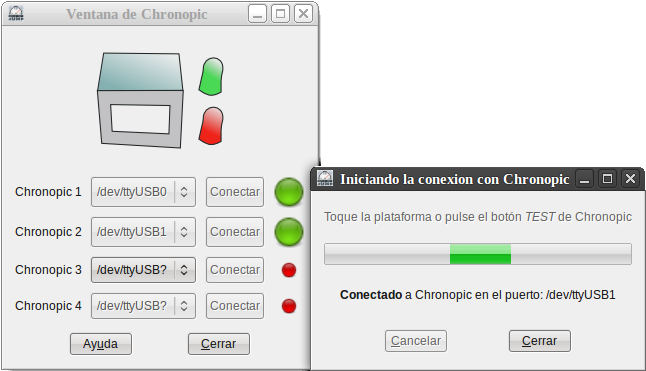 Ventana de Chronopic
Chronopic 1 /dev/ttyUSB0 Conectar
Chronopic 2 /dev/ttyUSB1 Conectar
Chronopic 3 /dev/ttyUSB? Conectar
Chronopic 4 /dev/ttyUSB? Conectar
Ayuda Cerrar
Iniciando la conexion con Chronopic
Toque la plataforma o pulse el botón TEST de Chronopic
Conectado a Chronopic en el puerto: /dev/ttyUSB1
Cancelar Cerrar